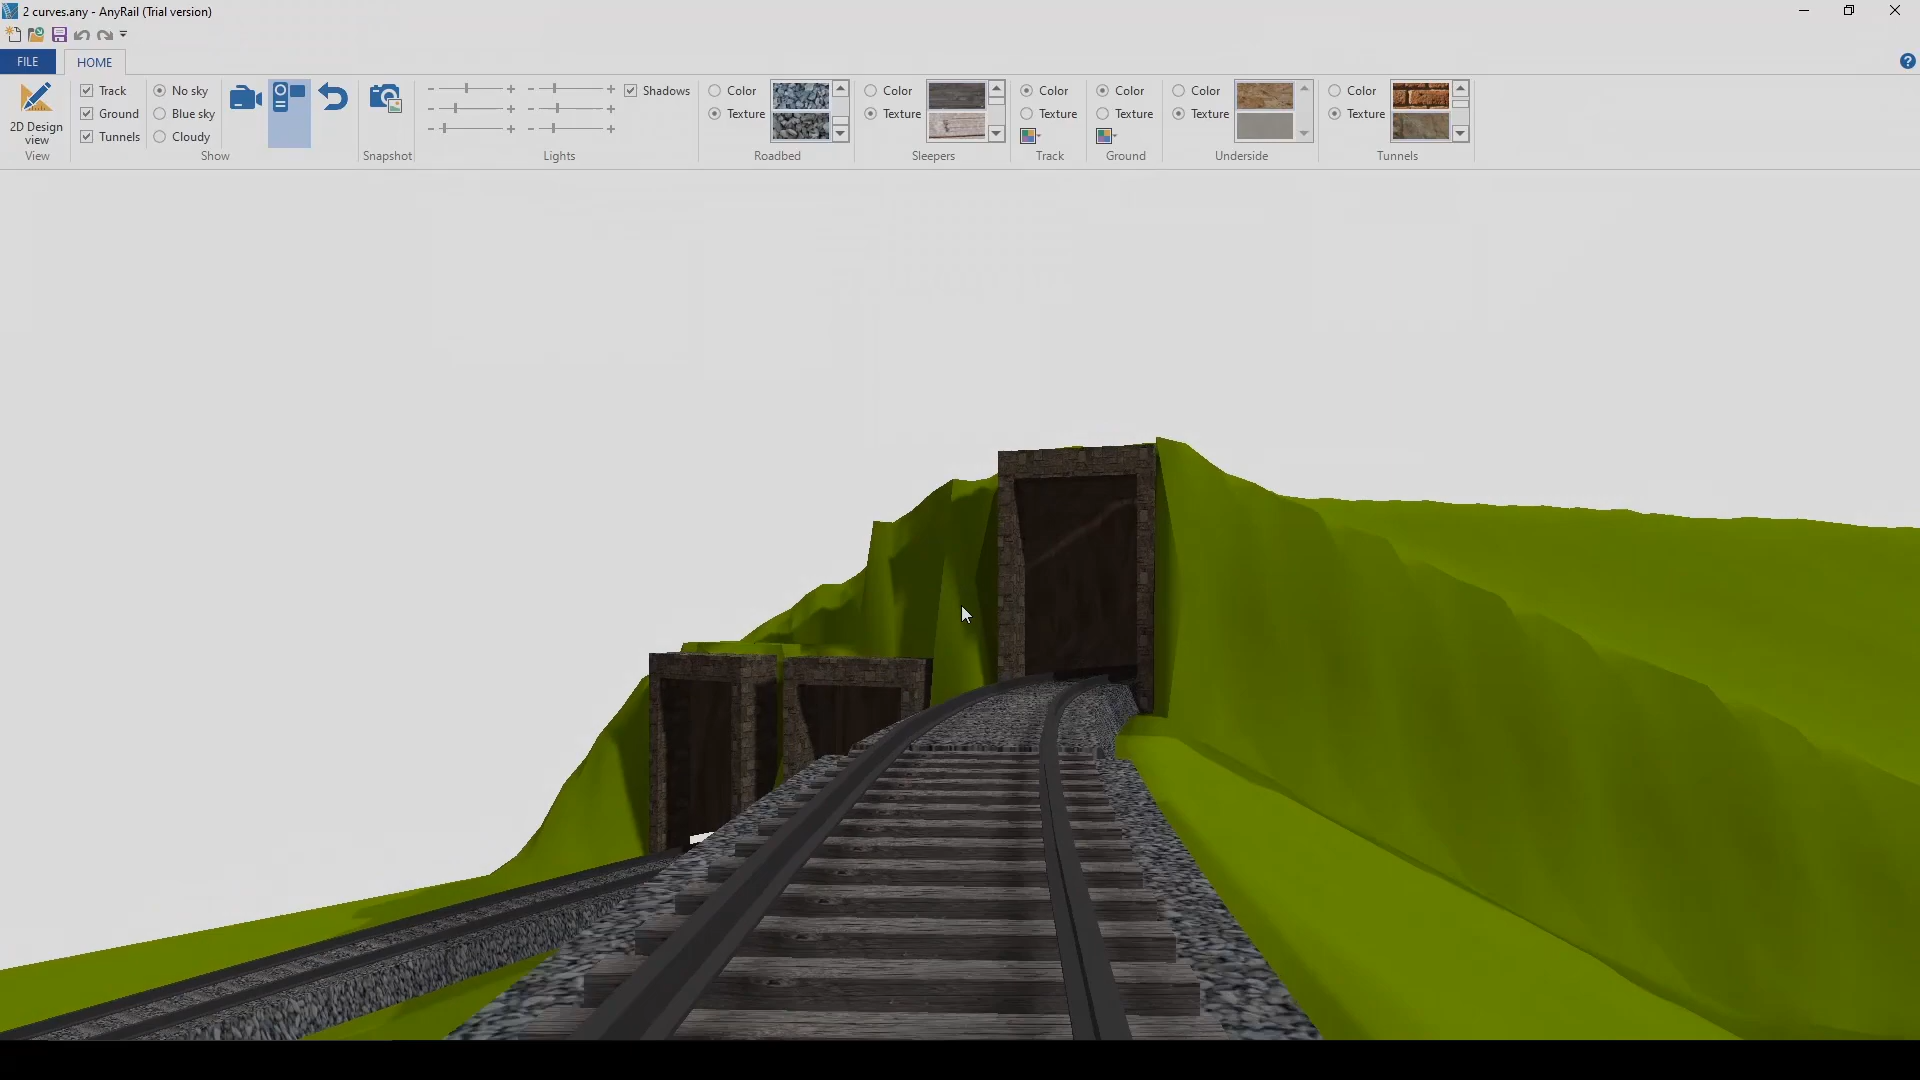 2 curves.any - AnyRail (Trial version)
FILE
HOME
2D Design
view
View
Track
Ground
Tunnels
No sky
Blue sky
Cloudy
Show
Snapshot
Shadows
Lights
Color
Texture
Roadbed
Color
Texture
Sleepers
Color
Texture
Track
Color
Texture
Ground
Color
Texture
Underside
Color
Texture
Tunnels